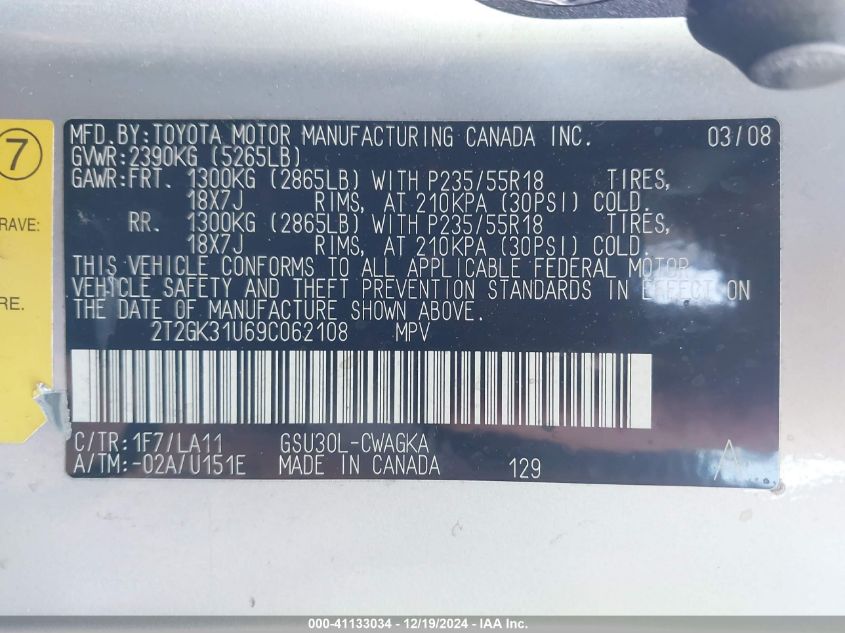 7
RAVE:
RE.
MFD.BY:TOYOTA MOTOR MANUFACTURING CANADA INC. 03/08
GVWR:2390KG (5265LB)
GAWR:FRT. 1300KG (2865LB) WITH P235/55R18 TIRES,
18X7J RIMS, AT 210KPA (30PSI) COLD.
RR. 1300KG (2865LB) WITH P235/55R18 TIRES,
18X7J RIMS, AT 210KPA (30PSI) COLD.
THIS VEHICLE CONFORMS TO ALL APPLICABLE FEDERAL MOTOR
VEHICLE SAFETY AND THEFT PREVENTION STANDARDS IN EFFECT ON
THE DATE OF MANUFACTURE SHOWN ABOVE.
2T2GK31U69C062108 MPV
C/TR:1F7/LA11 GSU30L-CWAGKA
A/TM:-02A/U151E MADE IN CANADA 129 A
000-41133034 - 12/19/2024 - IAA Inc.